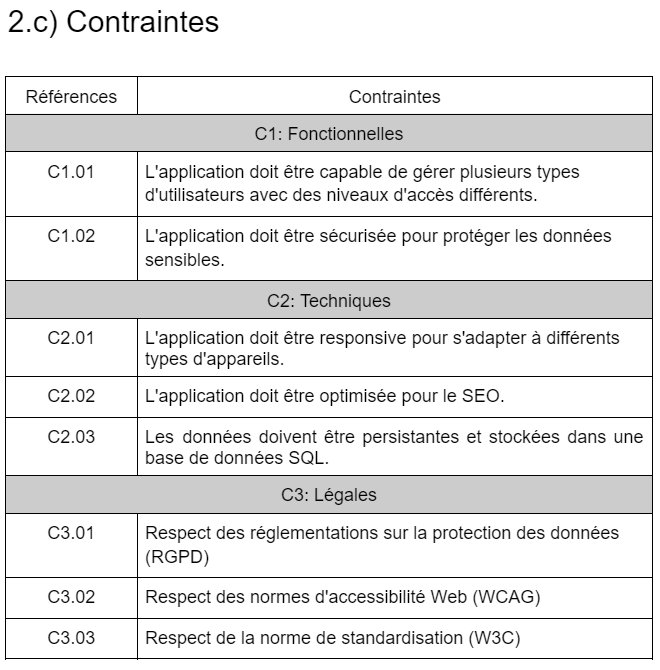 2.c) Contraintes
Références Contraintes
C1: Fonctionnelles
C1.01 L'application doit être capable de gérer plusieurs types
d'utilisateurs avec des niveaux d'accès différents.
C1.02 L'application doit être sécurisée pour protéger les données
sensibles.
C2: Techniques
C2.01 L'application doit être responsive pour s'adapter à différents
types d'appareils.
C2.02 L'application doit être optimisée pour le SEO.
C2.03 Les données doivent être persistantes et stockées dans une
base de données SQL.
C3: Légales
C3.01 Respect des réglementations sur la protection des données
(RGPD)
C3.02 Respect des normes d'accessibilité Web (WCAG)
C3.03 Respect de la norme de standardisation (W3C)